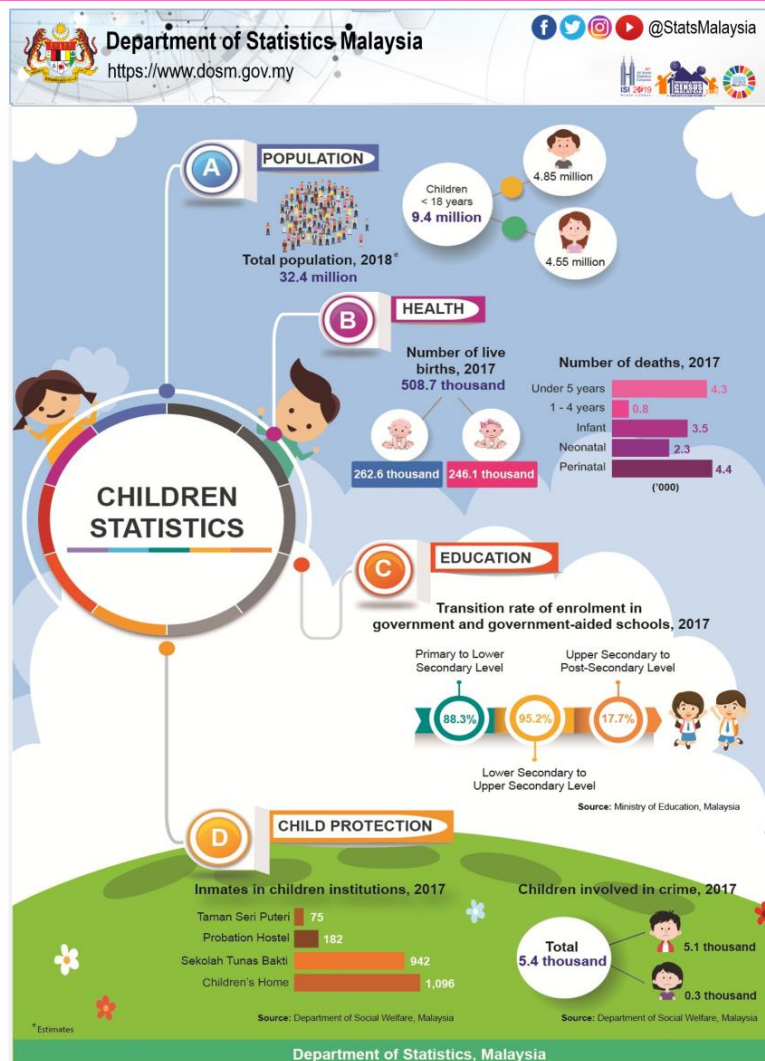 Department of Statistics Malaysia
https://www.dosm.gov.my
@StatsMalaysia
ISI 2019
CENSUS
A
POPULATION
Total population, 2018ᵉ
32.4 million
Children
< 18 years
9.4 million
4.85 million
4.55 million
B
HEALTH
Number of live
births, 2017
508.7 thousand
262.6 thousand
246.1 thousand
Number of deaths, 2017
Under 5 years 4.3
1 - 4 years 0.8
Infant 3.5
Neonatal 2.3
Perinatal 4.4
('000)
CHILDREN
STATISTICS
C
EDUCATION
Transition rate of enrolment in
government and government-aided schools, 2017
Primary to Lower
Secondary Level
Upper Secondary to
Post-Secondary Level
88.3%
95.2%
17.7%
Lower Secondary to
Upper Secondary Level
Source: Ministry of Education, Malaysia
D
CHILD PROTECTION
Inmates in children institutions, 2017
Taman Seri Puteri 75
Probation Hostel 182
Sekolah Tunas Bakti 942
Children's Home 1,096
Source: Department of Social Welfare, Malaysia
Children involved in crime, 2017
Total
5.4 thousand
5.1 thousand
0.3 thousand
Source: Department of Social Welfare, Malaysia
ᵉEstimates
Department of Statistics, Malaysia